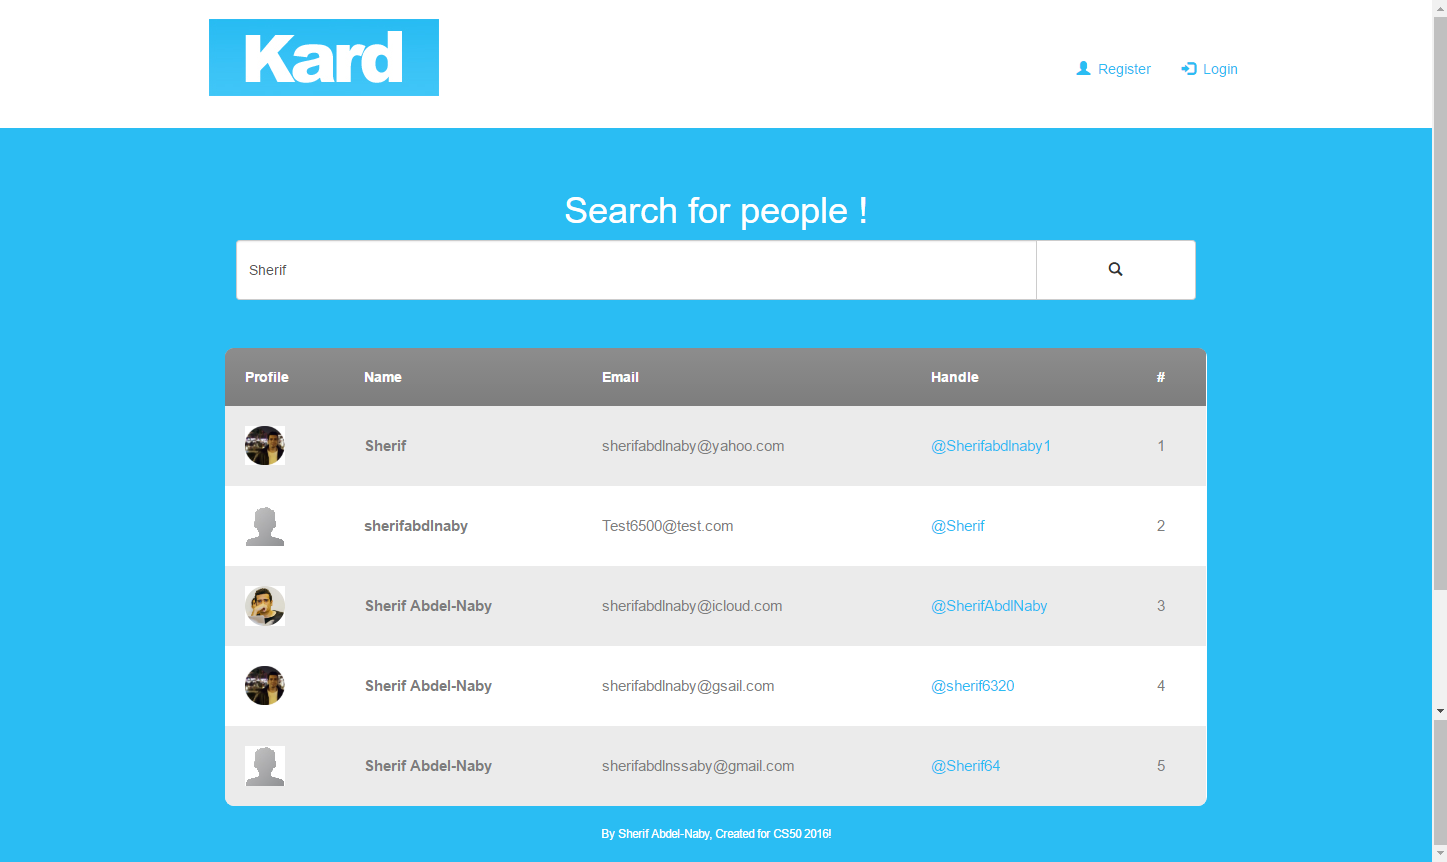 Kard
Register Login
Search for people !
Sherif
Profile Name Email Handle #
Sherif sherifabdlnaby@yahoo.com @Sherifabdlnaby1 1
sherifabdlnaby Test6500@test.com @Sherif 2
Sherif Abdel-Naby sherifabdlnaby@icloud.com @SherifAbdlNaby 3
Sherif Abdel-Naby sherifabdlnaby@gsail.com @sherif6320 4
Sherif Abdel-Naby sherifabdlnssaby@gmail.com @Sherif64 5
By Sherif Abdel-Naby, Created for CS50 2016!